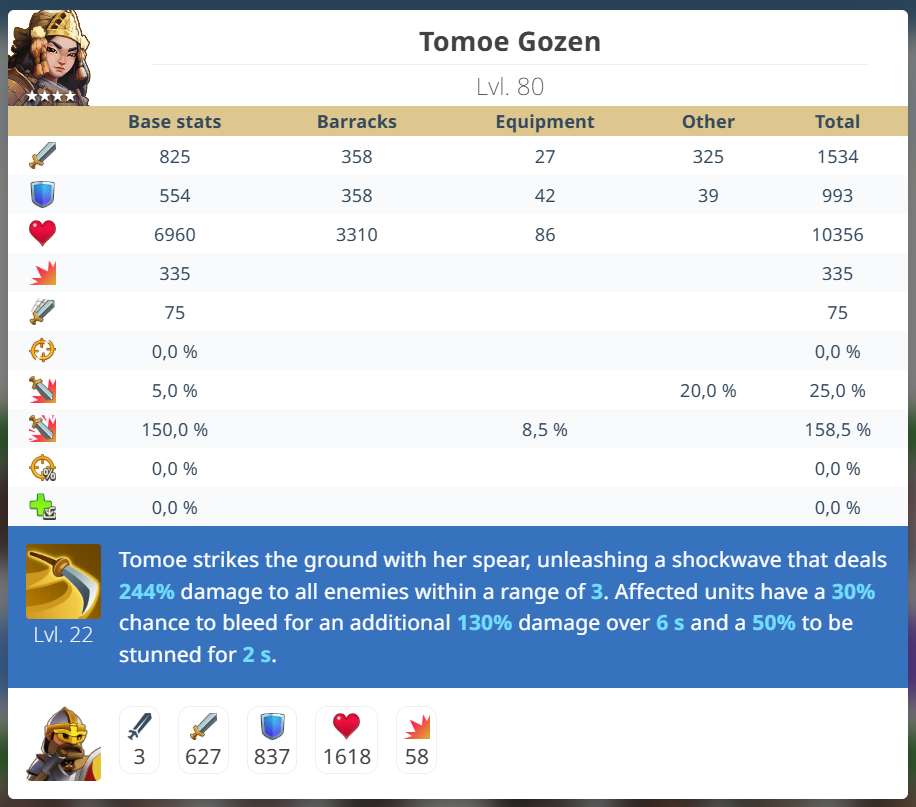 Tomoe Gozen
Lvl. 80
Base stats Barracks Equipment Other Total
825 358 27 325 1534
554 358 42 39 993
6960 3310 86 10356
335 335
75 75
0,0 % 0,0 %
5,0 % 20,0 % 25,0 %
150,0 % 8,5 % 158,5 %
0,0 % 0,0 %
0,0 % 0,0 %
Tomoe strikes the ground with her spear, unleashing a shockwave that deals
244% damage to all enemies within a range of 3. Affected units have a 30%
chance to bleed for an additional 130% damage over 6 s and a 50% to be
stunned for 2 s.
Lvl. 22
3 627 837 1618 58